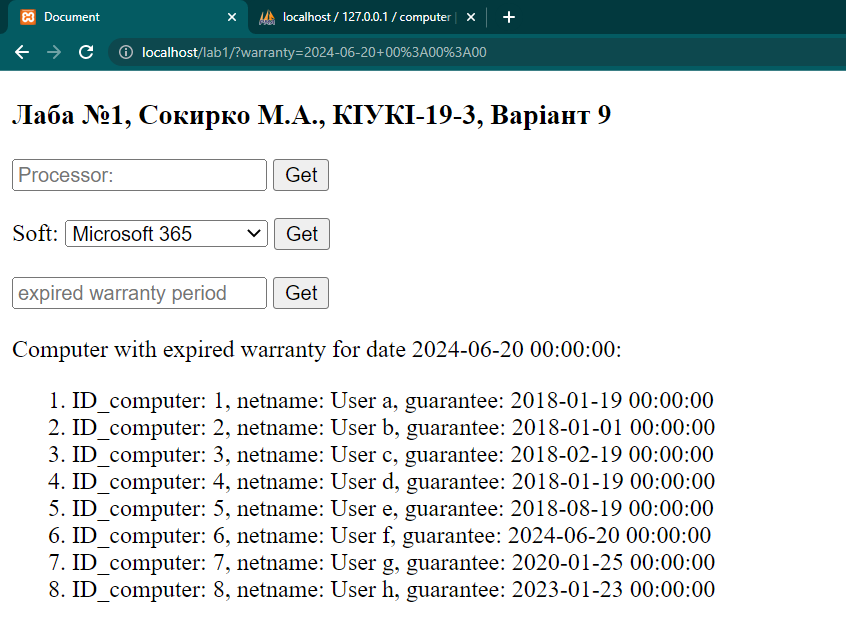 Document
localhost / 127.0.0.1 / computer
localhost/lab1/?warranty=2024-06-20+00%3A00%3A00
Лаба №1, Сокирко М.А., КІУКІ-19-3, Варіант 9
Processor: Get
Soft: Microsoft 365 Get
expired warranty period Get
Computer with expired warranty for date 2024-06-20 00:00:00:
1. ID_computer: 1, netname: User a, guarantee: 2018-01-19 00:00:00
2. ID_computer: 2, netname: User b, guarantee: 2018-01-01 00:00:00
3. ID_computer: 3, netname: User c, guarantee: 2018-02-19 00:00:00
4. ID_computer: 4, netname: User d, guarantee: 2018-01-19 00:00:00
5. ID_computer: 5, netname: User e, guarantee: 2018-08-19 00:00:00
6. ID_computer: 6, netname: User f, guarantee: 2024-06-20 00:00:00
7. ID_computer: 7, netname: User g, guarantee: 2020-01-25 00:00:00
8. ID_computer: 8, netname: User h, guarantee: 2023-01-23 00:00:00